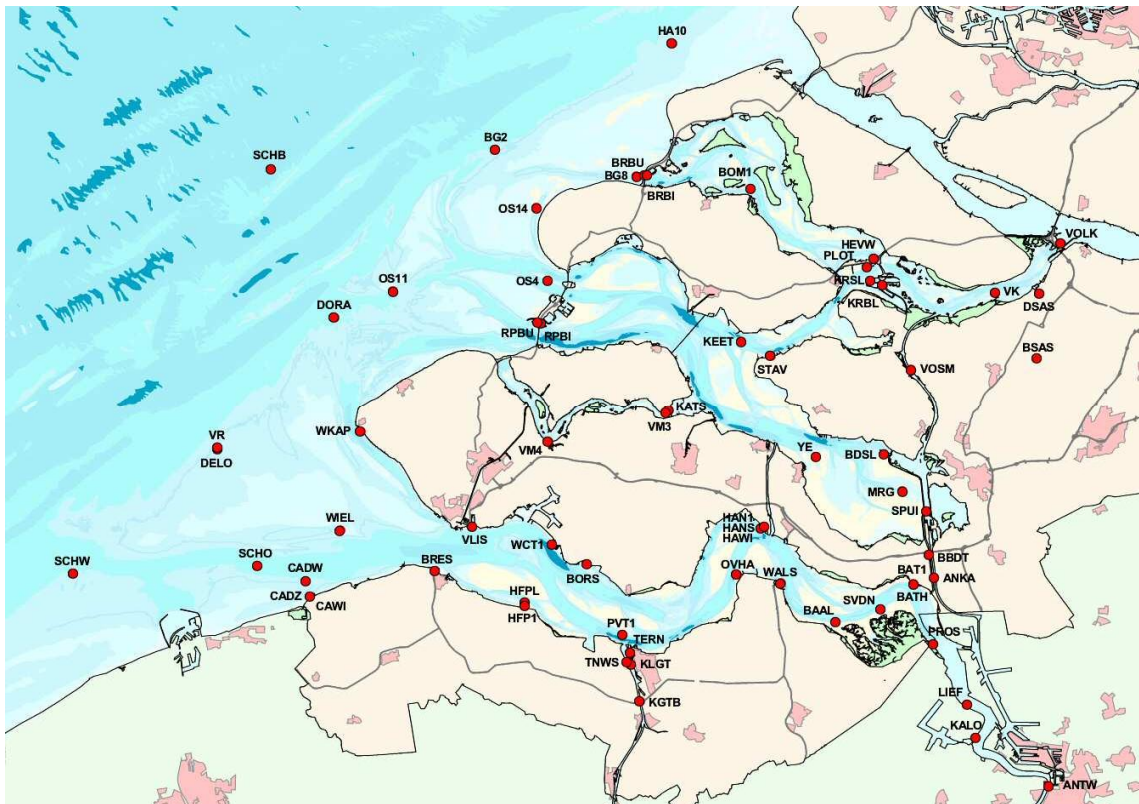 HA10
BG2
SCHB
BRBU
BG8
BRBI
BOM1
OS14
VOLK
HEVW
PLOT
OS4
OS11
KRSL
KRBL
VK
DSAS
DORA
RPBU
RPBI
KEET
STAV
BSAS
VOSM
KATS
VM3
WKAP
VR
DELO
VM4
YE
BDSL
MRG
SPUI
WIEL
VLIS
HAN1
HANS
HAWI
WCT1
BBDT
SCHW
SCHO
CADW
BRES
BORS
OVHA
WALS
BAT1
ANKA
BATH
CADZ
CAWI
HFPL
HFP1
SVDN
BAAL
PVT1
TERN
PROS
TNWS
KLGT
KGTB
LIEF
KALO
ANTW